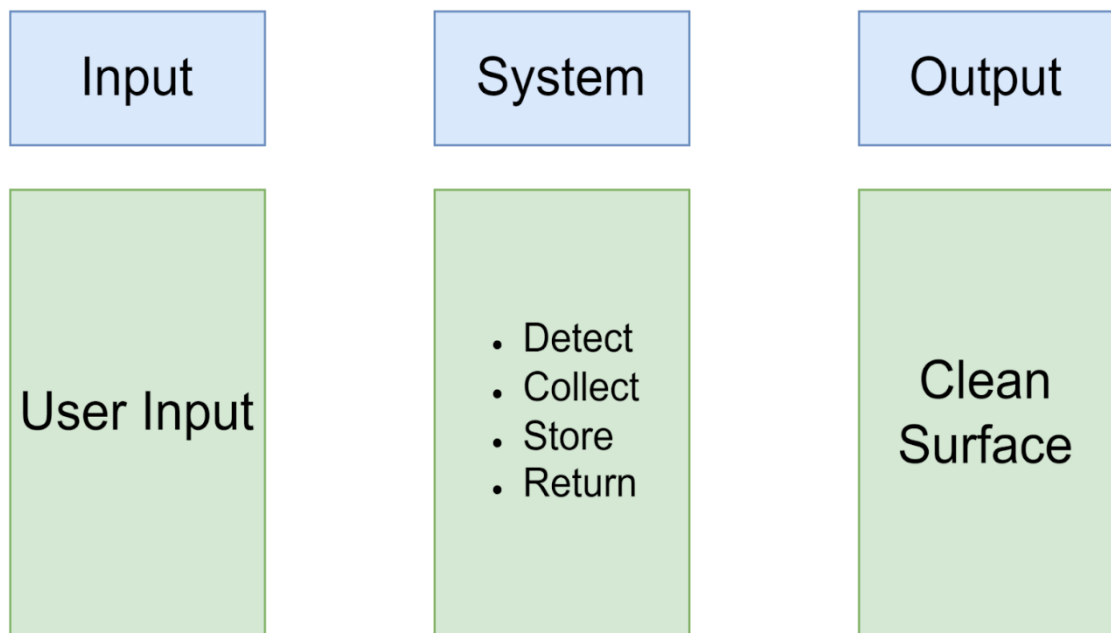 Input
System
Output
User Input
• Detect
• Collect
• Store
• Return
Clean
Surface